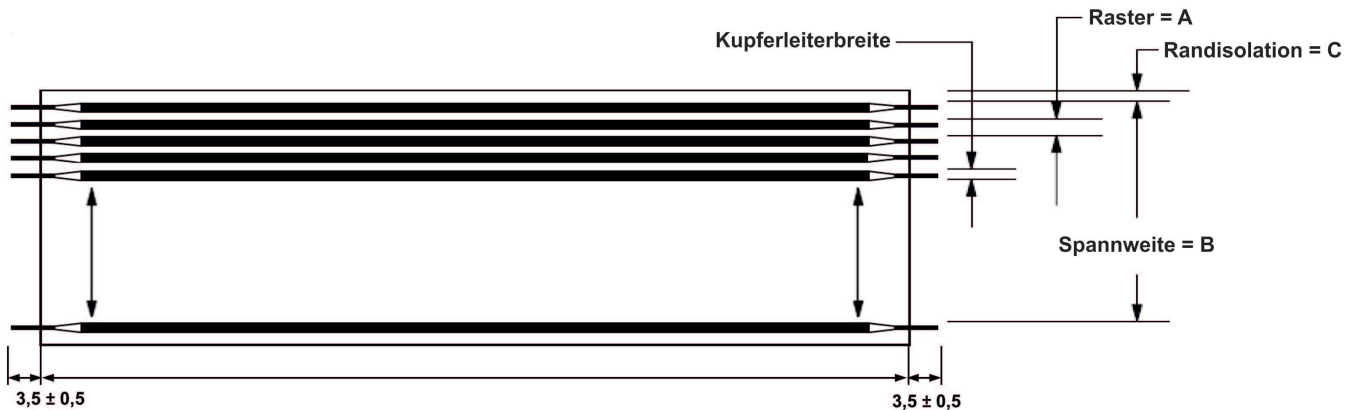 Raster = A
Kupferleiterbreite
Randisolation = C
Spannweite = B
3,5 ± 0,5
3,5 ± 0,5